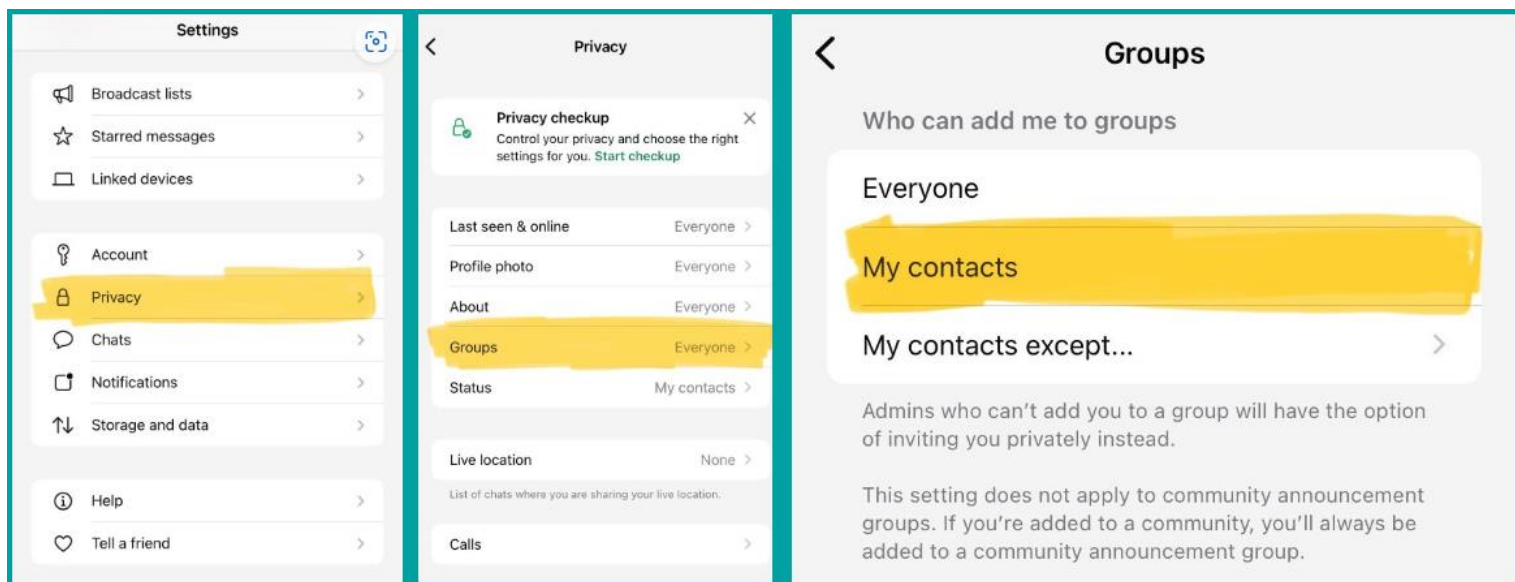 Settings
Broadcast lists
Starred messages
Linked devices
Account
Privacy
Chats
Notifications
Storage and data
Help
Tell a friend
Privacy
Privacy checkup
Control your privacy and choose the right
settings for you. Start checkup
Last seen & online Everyone
Profile photo Everyone
About Everyone
Groups Everyone
Status My contacts
Live location None
List of chats where you are sharing your live location.
Calls
Groups
Who can add me to groups
Everyone
My contacts
My contacts except...
Admins who can't add you to a group will have the option
of inviting you privately instead.
This setting does not apply to community announcement
groups. If you're added to a community, you'll always be
added to a community announcement group.